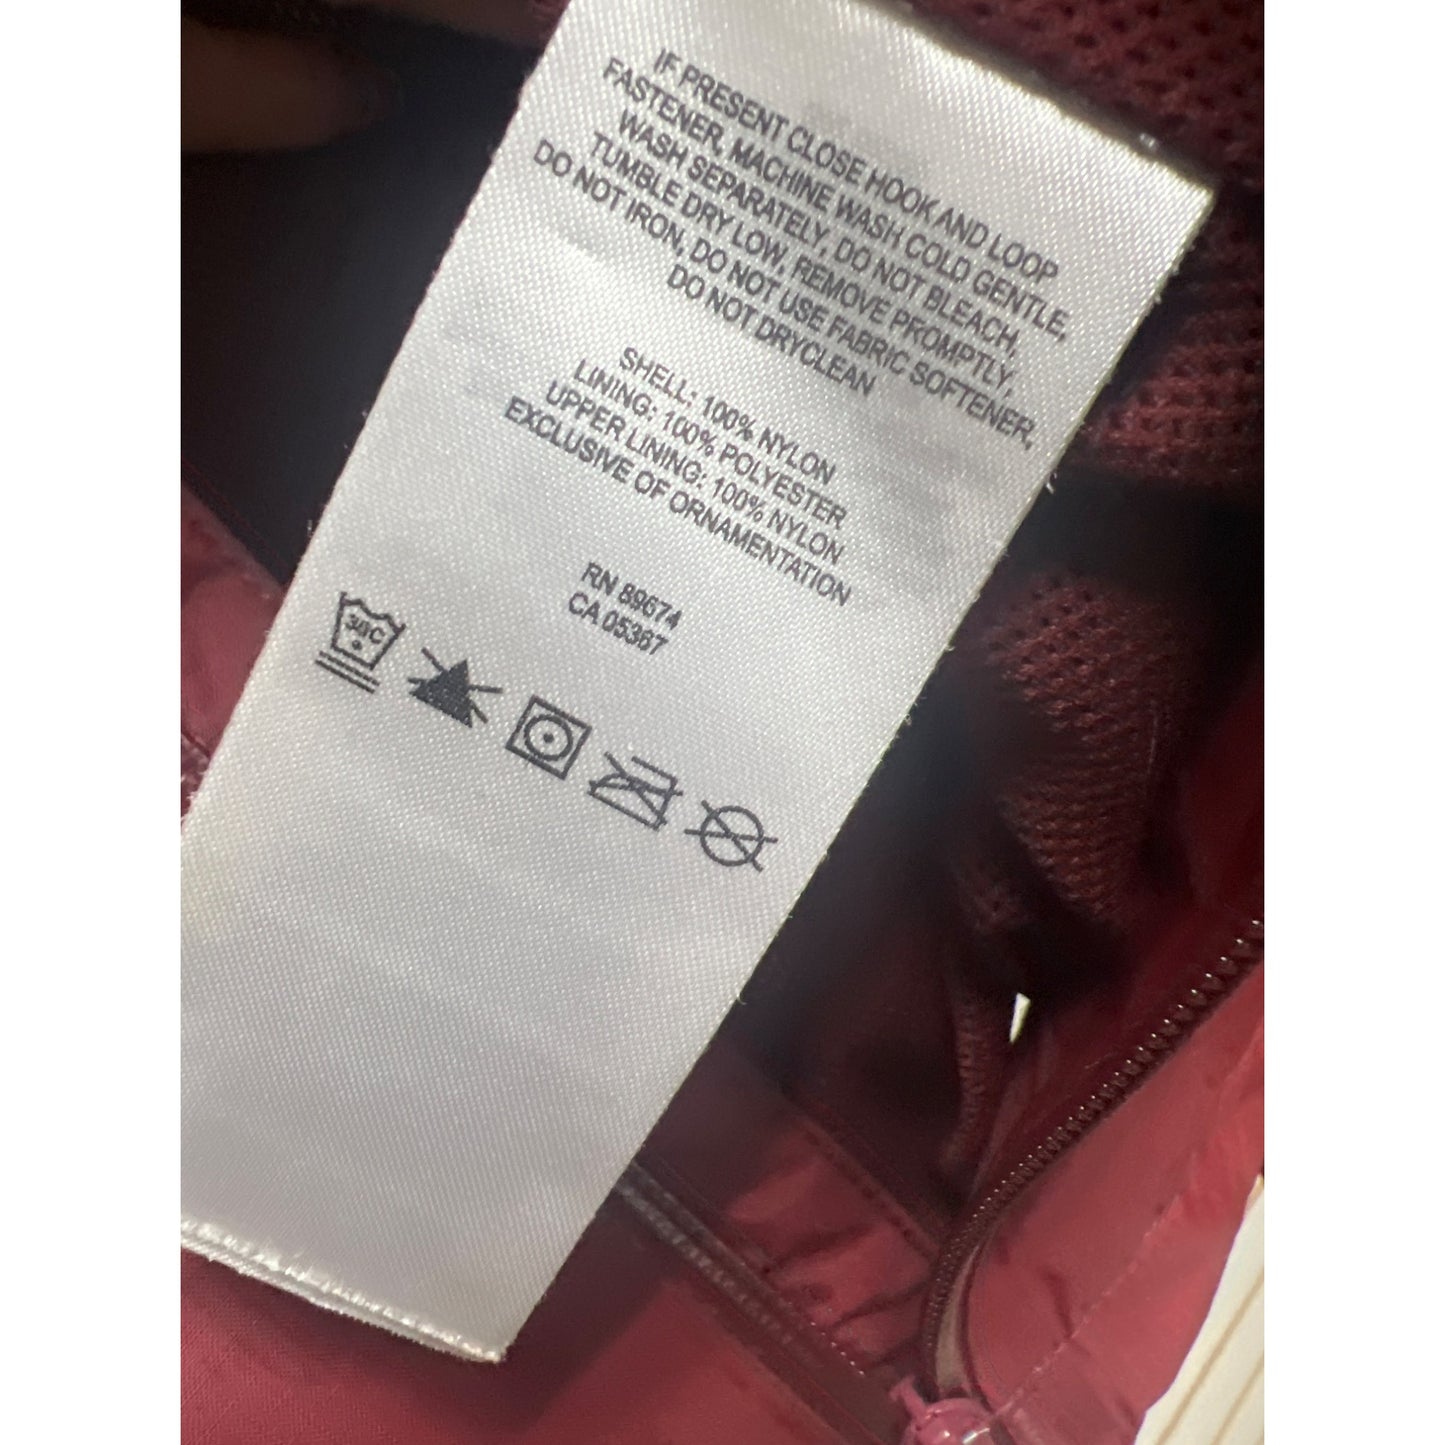 IF PRESENT CLOSE HOOK AND LOOP
FASTENER, MACHINE WASH COLD GENTLE,
WASH SEPARATELY, DO NOT BLEACH,
TUMBLE DRY LOW, REMOVE PROMPTLY,
DO NOT IRON, DO NOT USE FABRIC SOFTENER,
DO NOT DRYCLEAN
SHELL: 100% NYLON
LINING: 100% POLYESTER
UPPER LINING: 100% NYLON
EXCLUSIVE OF ORNAMENTATION
RN 89674
CA 05367
30C